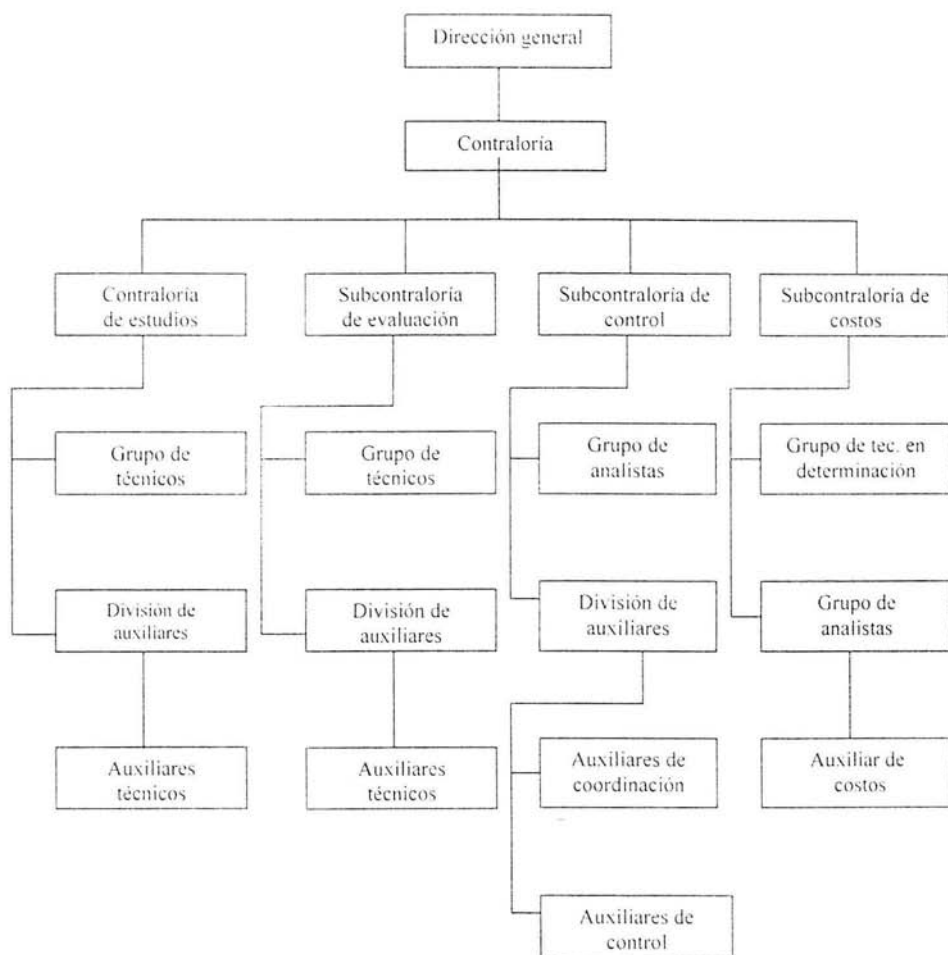 Dirección general
Contraloría
Contraloría
de estudios
Subcontraloría
de evaluación
Subcontraloría de
control
Subcontraloría de
costos
Grupo de
técnicos
Grupo de
técnicos
Grupo de
analistas
Grupo de tec. en
determinación
División de
auxiliares
División de
auxiliares
División de
auxiliares
Grupo de
analistas
Auxiliares
técnicos
Auxiliares
técnicos
Auxiliares de
coordinación
Auxiliar de
costos
Auxiliares de
control